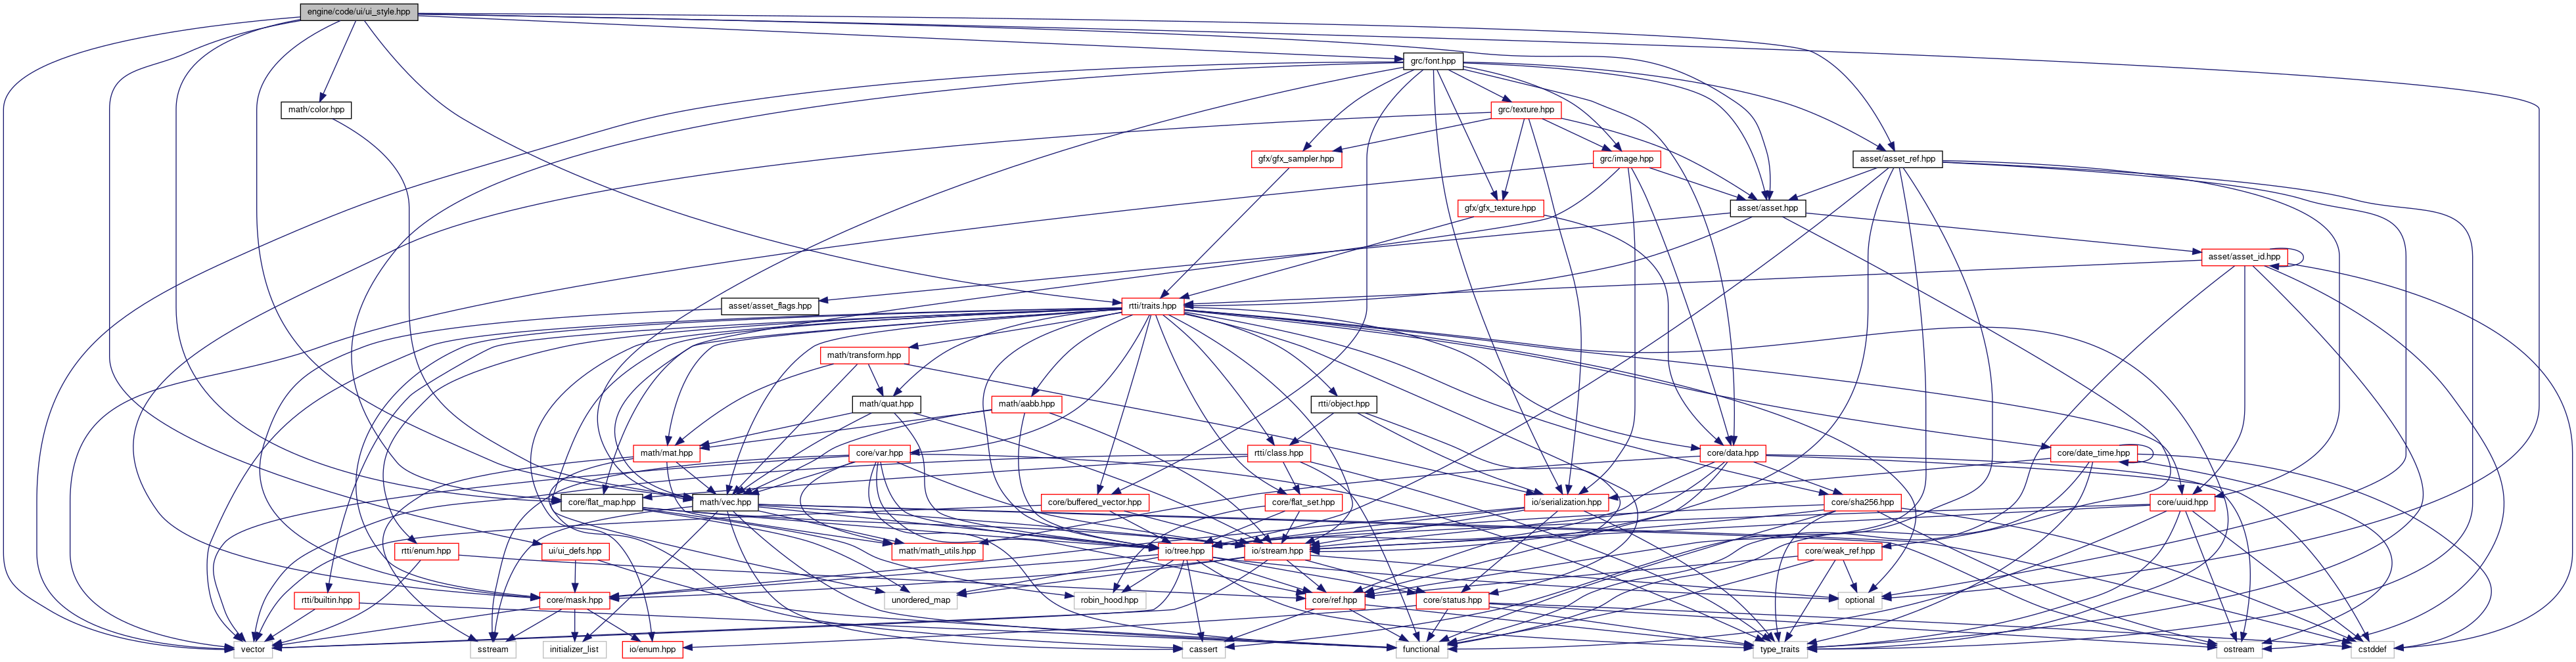 engine/code/ui/ui_style.hpp
grc/font.hpp
math/color.hpp
grc/texture.hpp
gfx/gfx_sampler.hpp
grc/image.hpp
asset/asset_ref.hpp
gfx/gfx_texture.hpp
asset/asset.hpp
asset/asset_id.hpp
asset/asset_flags.hpp
rtti/traits.hpp
math/transform.hpp
math/quat.hpp
math/aabb.hpp
rtti/object.hpp
math/mat.hpp
core/var.hpp
rtti/class.hpp
core/data.hpp
core/date_time.hpp
core/flat_map.hpp
math/vec.hpp
core/buffered_vector.hpp
core/flat_set.hpp
io/serialization.hpp
core/sha256.hpp
core/uuid.hpp
rtti/enum.hpp
ui/ui_defs.hpp
math/math_utils.hpp
io/tree.hpp
io/stream.hpp
core/weak_ref.hpp
rtti/builtin.hpp
core/mask.hpp
unordered_map
robin_hood.hpp
core/ref.hpp
core/status.hpp
optional
vector
sstream
initializer_list
io/enum.hpp
cassert
functional
type_traits
ostream
cstddef